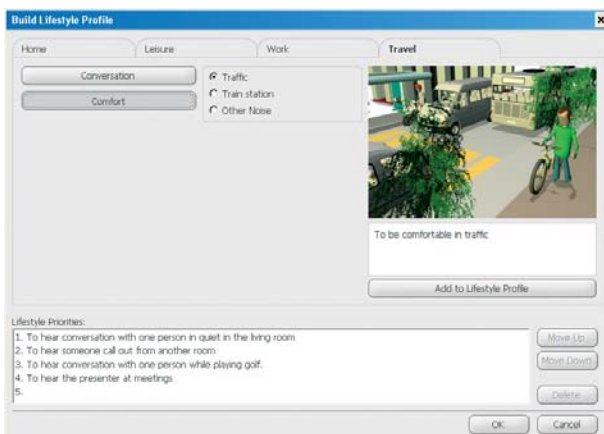 Build Lifestyle Profile
Home
Leisure
Work
Travel
Conversation
Comfort
Traffic
Train station
Other Noise
To be comfortable in traffic
Add to Lifestyle Profile
Lifestyle Priorities:
1. To hear conversation with one person in quiet in the living room
2. To hear someone call out from another room
3. To hear conversation with one person while playing golf.
4. To hear the presenter at meetings
5.
Move Up
Move Down
Delete
OK
Cancel